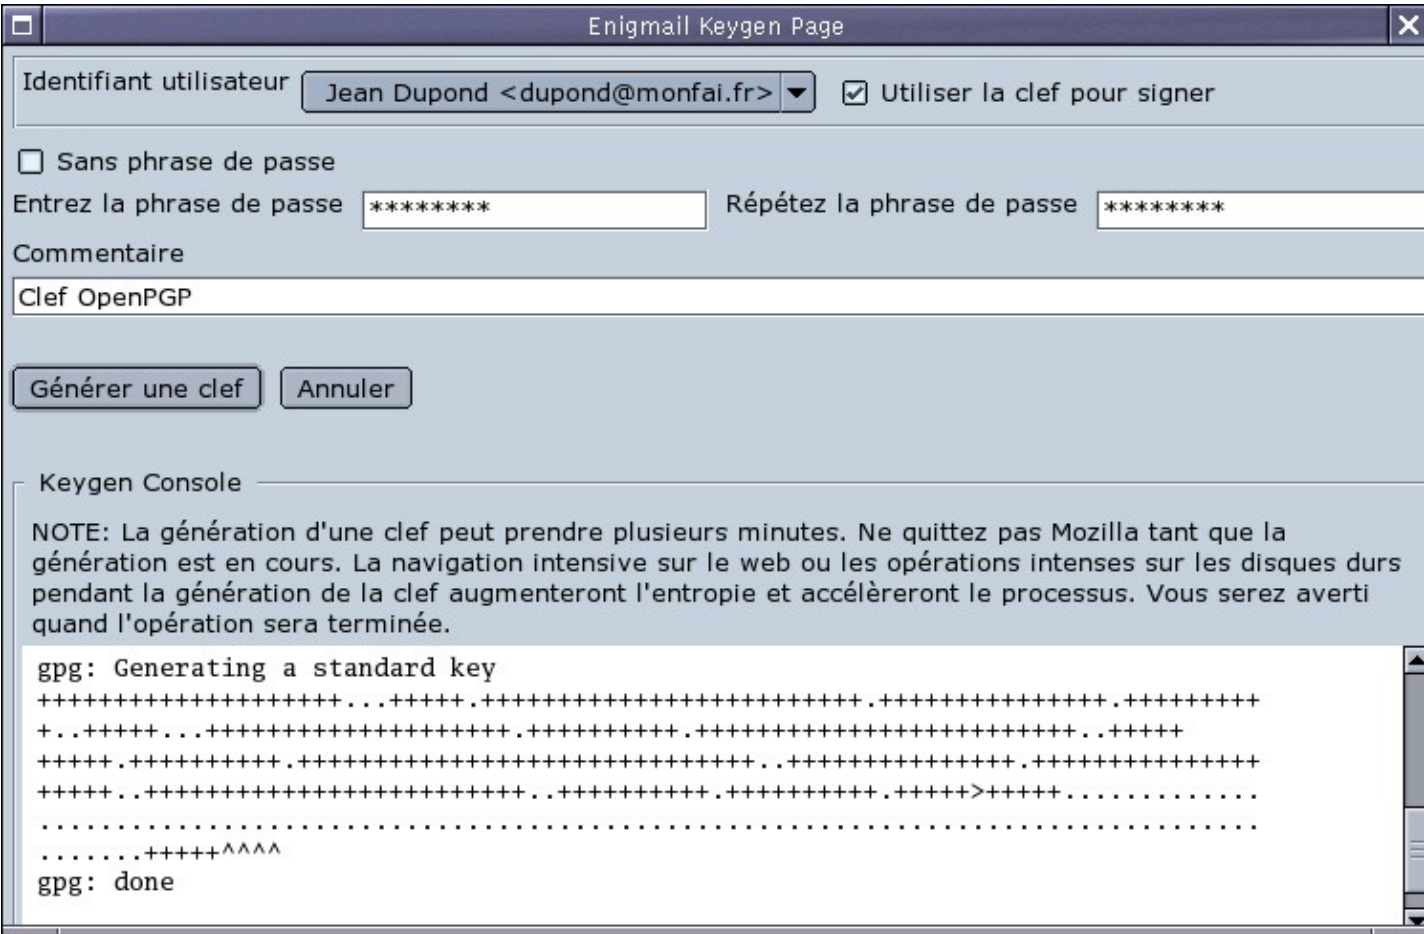 Enigmail Keygen Page
Identifiant utilisateur Jean Dupond <dupond@monfai.fr> Utiliser la clef pour signer
Sans phrase de passe
Entrez la phrase de passe ******** Répétez la phrase de passe ********
Commentaire
Clef OpenPGP
Générer une clef Annuler
Keygen Console
NOTE: La génération d'une clef peut prendre plusieurs minutes. Ne quittez pas Mozilla tant que la
génération est en cours. La navigation intensive sur le web ou les opérations intenses sur les disques durs
pendant la génération de la clef augmenteront l'entropie et accélèreront le processus. Vous serez averti
quand l'opération sera terminée.
gpg: Generating a standard key
++++++++++++++++++++...+++++.+++++++++++++++++++++++++.+++++++++++++++.++++++++++
+..+++++...++++++++++++++++++++.++++++++++.+++++++++++++++++++++++++..+++++
+++++.++++++++++.++++++++++++++++++++++++++++++..+++++++++++++++.+++++++++++++++
+++++..+++++++++++++++++++++++++..++++++++++.++++++++++.+++++>+++++.............
................................................................................
.......+++++^^^^
gpg: done